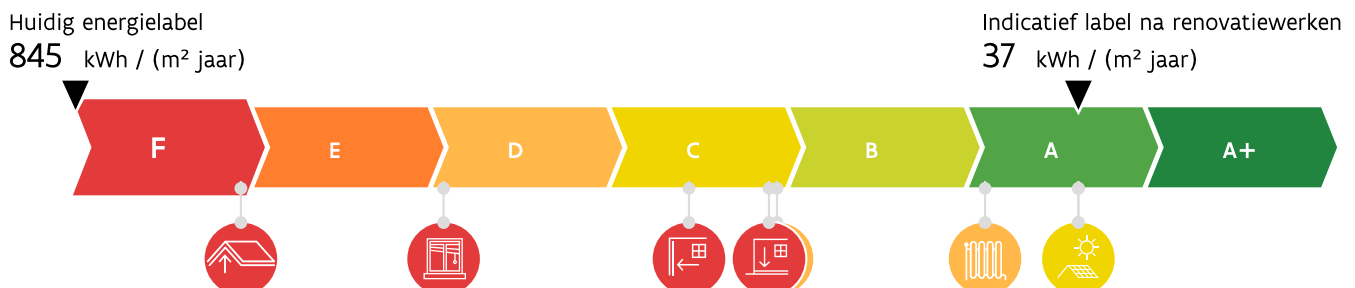 Huidig energielabel
845 kWh / (m² jaar)
Indicatief label na renovatiewerken
37 kWh / (m² jaar)
F E D C B A A+